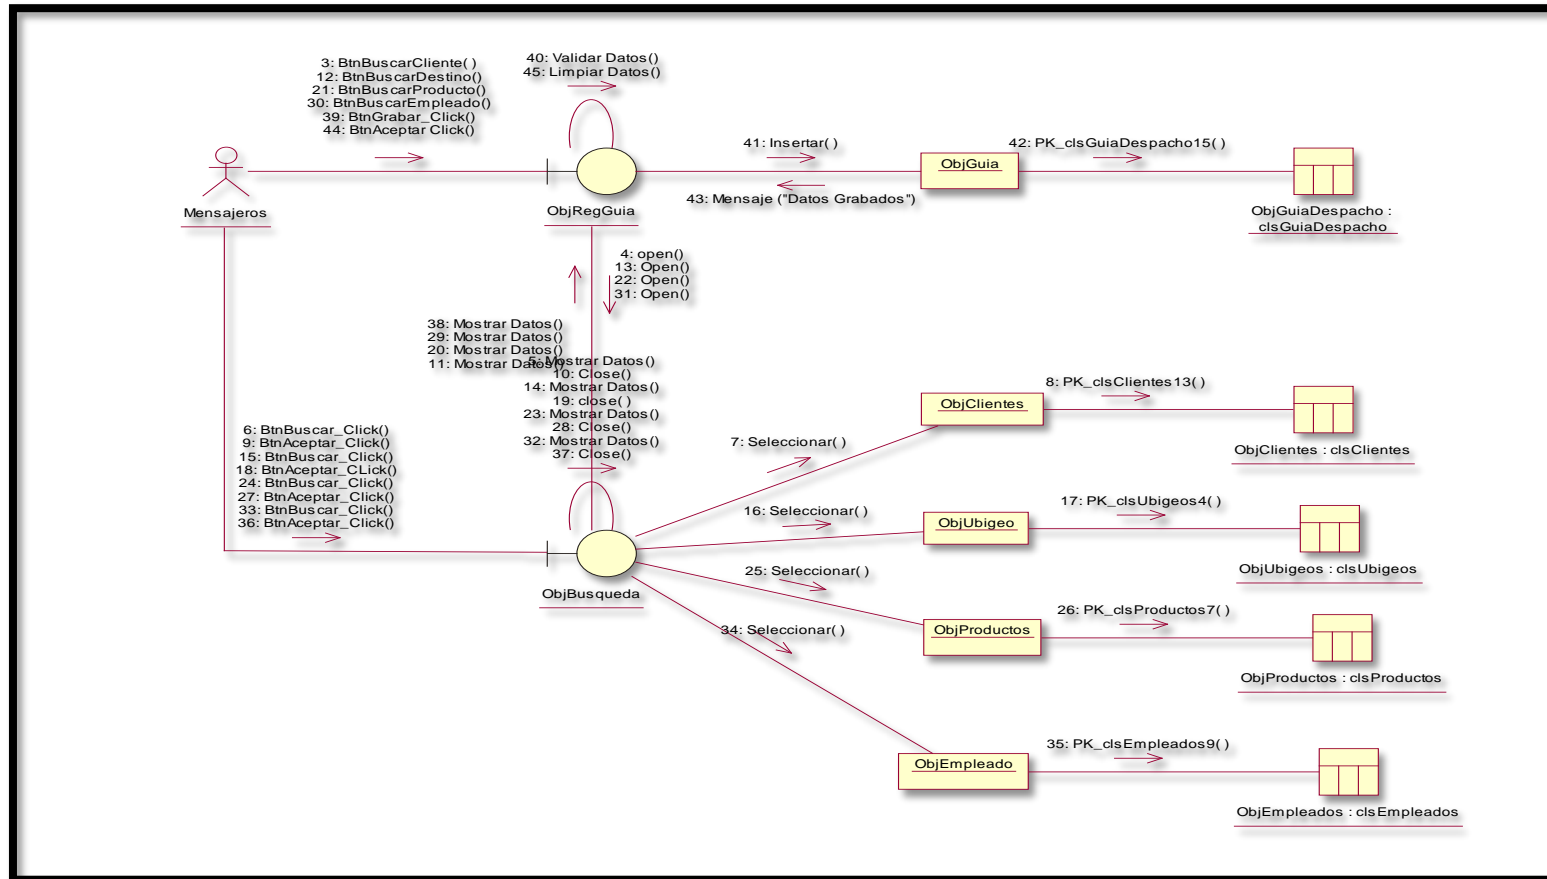 3: BtnBuscarCliente( )
12: BtnBuscarDestino()
21: BtnBuscarProducto()
30: BtnBuscarEmpleado()
39: BtnGrabar_Click()
44: BtnAceptar Click()
40: Validar Datos()
45: Limpiar Datos()
41: Insertar( )
42: PK_clsGuiaDespacho15( )
ObjGuia
43: Mensaje ("Datos Grabados")
Mensajeros
ObjRegGuia
ObjGuiaDespacho :
clsGuiaDespacho
4: open()
13: Open()
22: Open()
31: Open()
38: Mostrar Datos()
29: Mostrar Datos()
20: Mostrar Datos()
11: Mostrar Datos()
5: Mostrar Datos()
10: Close()
14: Mostrar Datos()
19: close( )
23: Mostrar Datos()
28: Close()
32: Mostrar Datos()
37: Close()
6: BtnBuscar_Click()
9: BtnAceptar_Click()
15: BtnBuscar_Click()
18: BtnAceptar_CLick()
24: BtnBuscar_Click()
27: BtnAceptar_Click()
33: BtnBuscar_Click()
36: BtnAceptar_Click()
ObjBusqueda
7: Seleccionar( )
ObjClientes
8: PK_clsClientes13( )
ObjClientes : clsClientes
16: Seleccionar( )
ObjUbigeo
17: PK_clsUbigeos4( )
ObjUbigeos : clsUbigeos
25: Seleccionar( )
ObjProductos
26: PK_clsProductos7( )
ObjProductos : clsProductos
34: Seleccionar( )
ObjEmpleado
35: PK_clsEmpleados9( )
ObjEmpleados : clsEmpleados